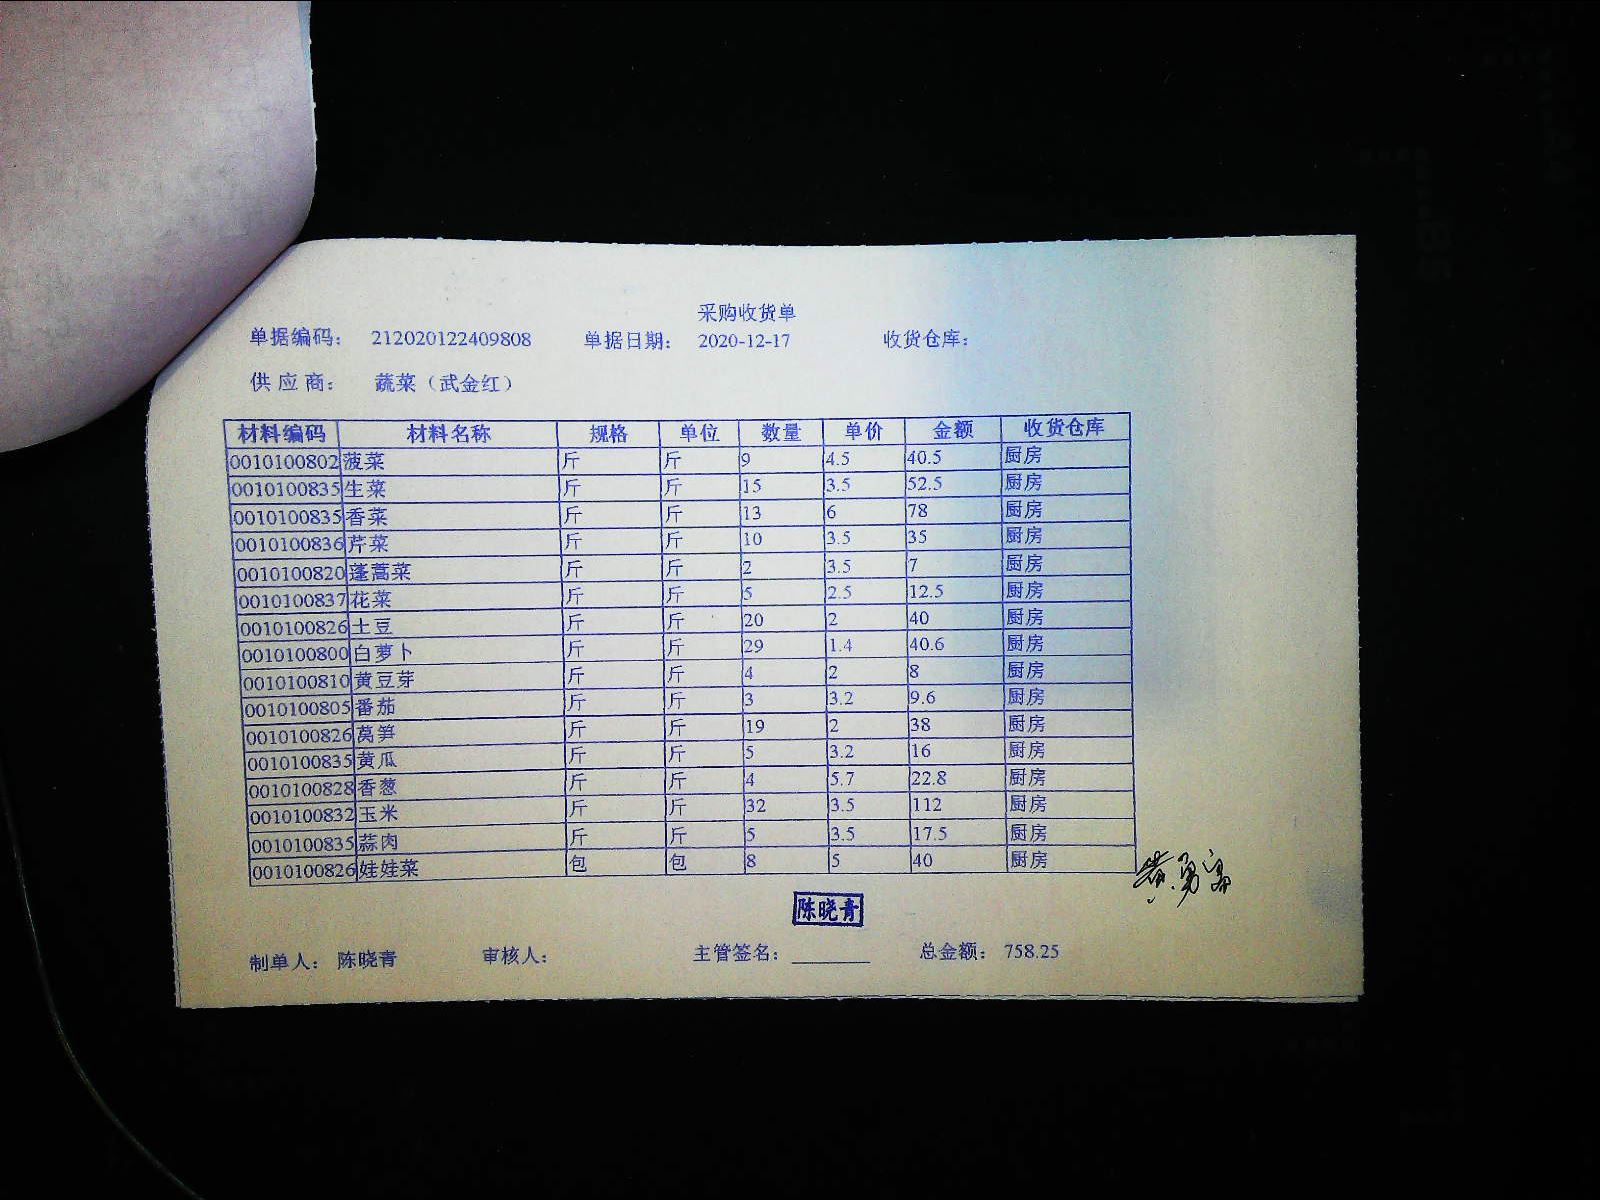 采购收货单
单据编码： 212020122409808 单据日期： 2020-12-17 收货仓库：
供 应 商： 蔬菜（武金红）
材料编码 材料名称 规格 单位 数量 单价 金额 收货仓库
0010100802 菠菜 斤 斤 9 4.5 40.5 厨房
0010100835 生菜 斤 斤 15 3.5 52.5 厨房
0010100835 香菜 斤 斤 13 6 78 厨房
0010100836 芹菜 斤 斤 10 3.5 35 厨房
0010100820 蓬蒿菜 斤 斤 2 3.5 7 厨房
0010100837 花菜 斤 斤 5 2.5 12.5 厨房
0010100826 土豆 斤 斤 20 2 40 厨房
0010100800 白萝卜 斤 斤 29 1.4 40.6 厨房
0010100810 黄豆芽 斤 斤 4 2 8 厨房
0010100805 番茄 斤 斤 3 3.2 9.6 厨房
0010100826 莴笋 斤 斤 19 2 38 厨房
0010100835 黄瓜 斤 斤 5 3.2 16 厨房
0010100828 香葱 斤 斤 4 5.7 22.8 厨房
0010100832 玉米 斤 斤 32 3.5 112 厨房
0010100835 蒜肉 斤 斤 5 3.5 17.5 厨房
0010100826 娃娃菜 包 包 8 5 40 厨房
陈晓青
制单人： 陈晓青 审核人： 主管签名： 总金额： 758.25